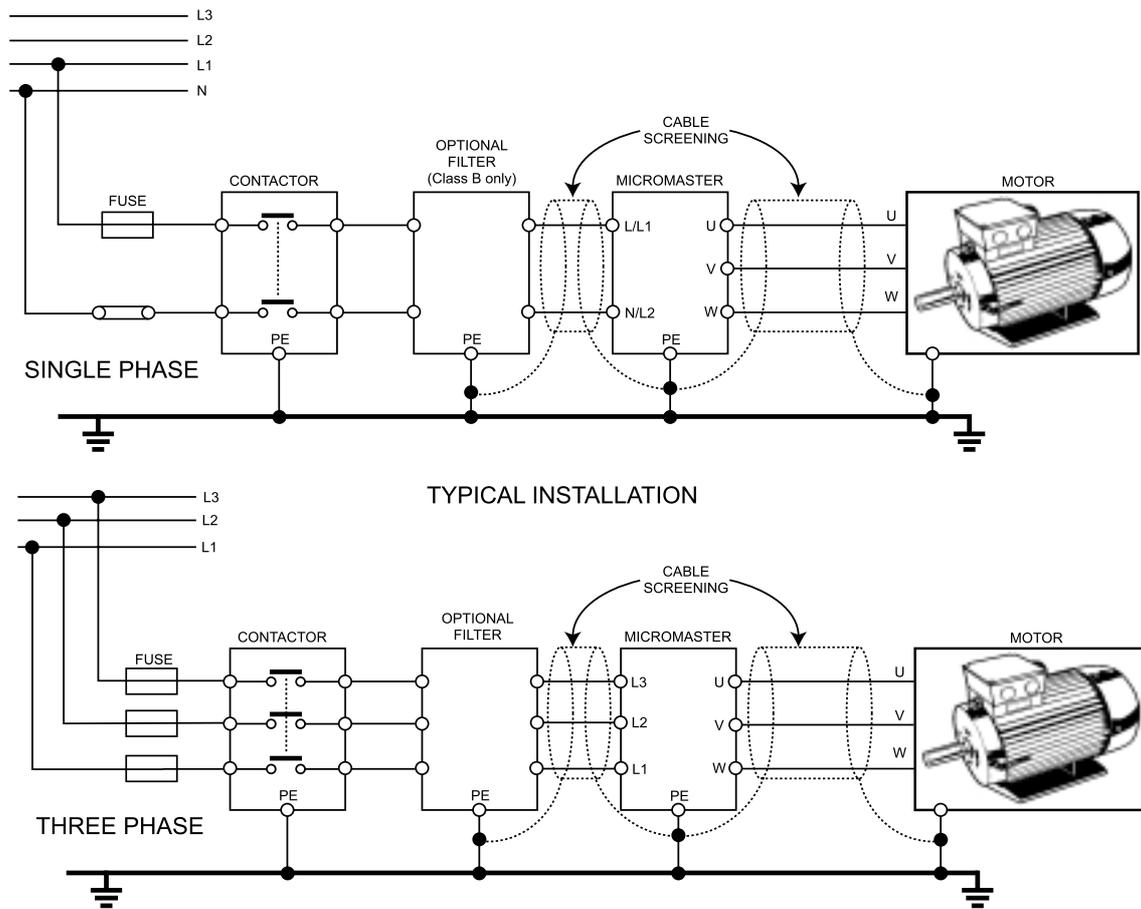 L3
L2
L1
N
CABLE
SCREENING
OPTIONAL
FILTER
(Class B only)
CONTACTOR
MICROMASTER
MOTOR
FUSE
L/L1
U
U
V
V
W
N/L2
W
PE
PE
PE
SINGLE PHASE
TYPICAL INSTALLATION
L3
L2
L1
CABLE
SCREENING
OPTIONAL
FILTER
CONTACTOR
MICROMASTER
MOTOR
FUSE
L3
U
U
L2
V
V
L1
W
W
PE
PE
PE
THREE PHASE